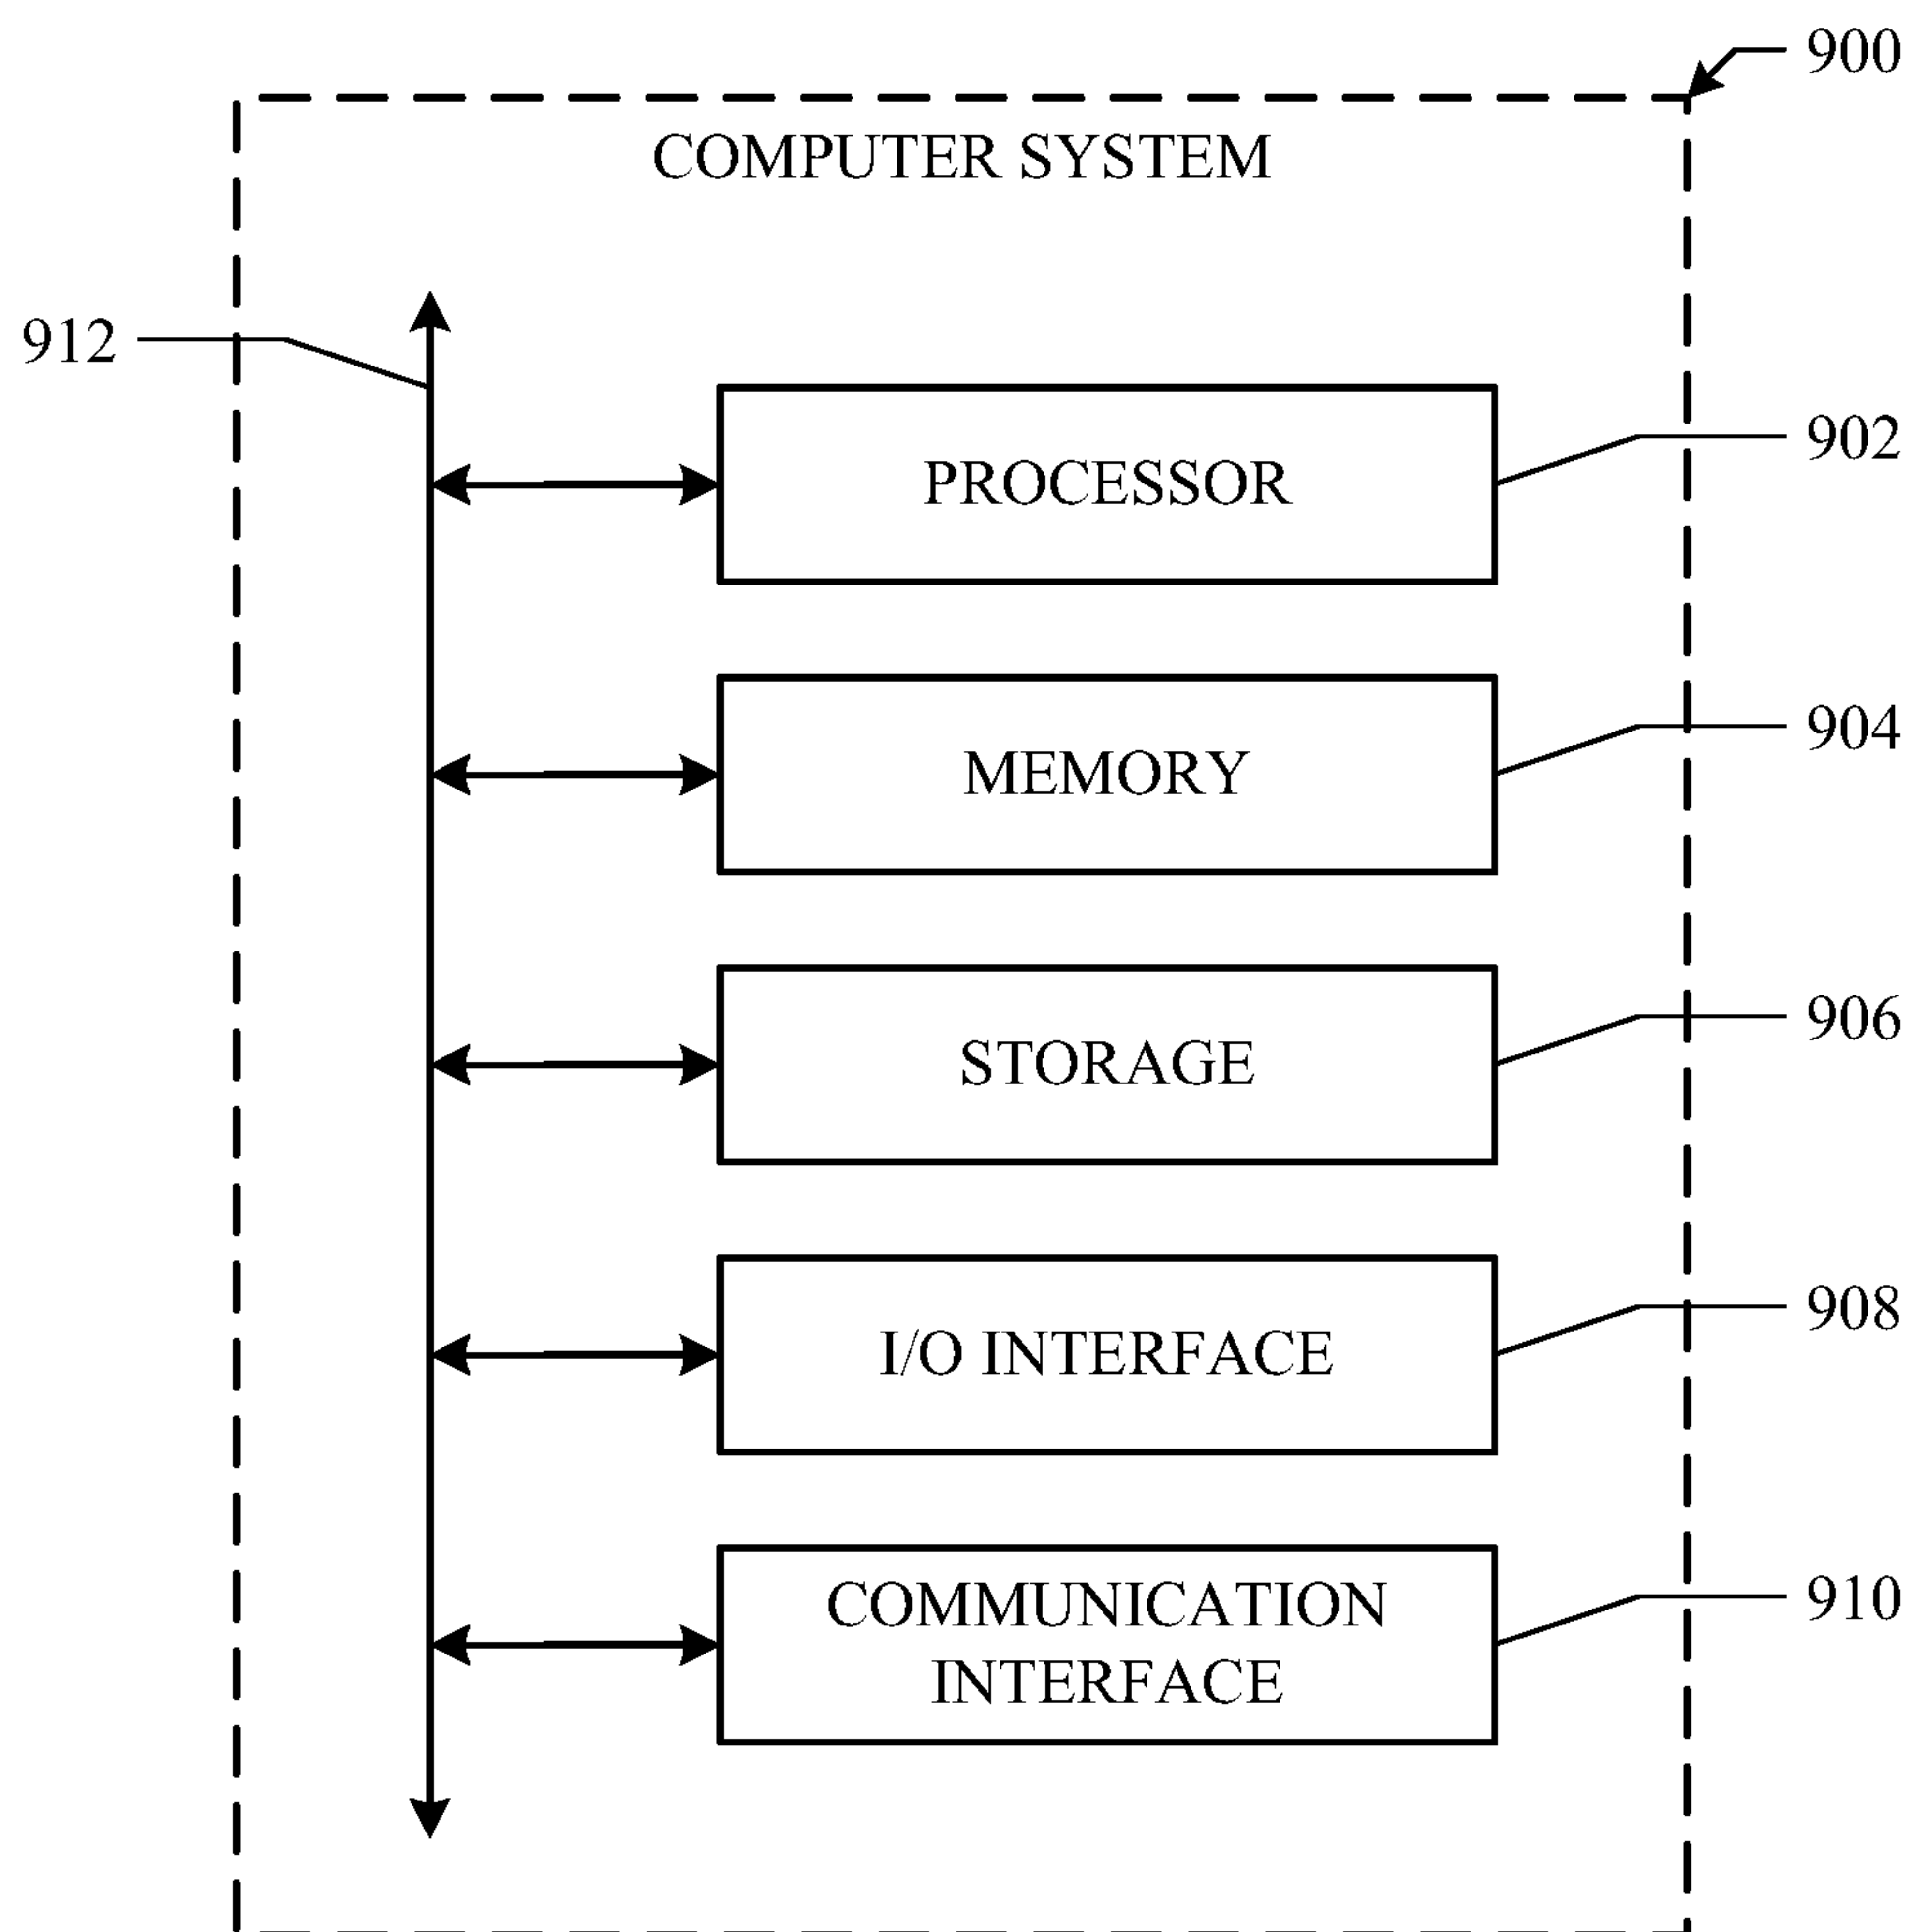 900
COMPUTER SYSTEM
912
902
PROCESSOR
904
MEMORY
906
STORAGE
908
I/O INTERFACE
910
COMMUNICATION
INTERFACE